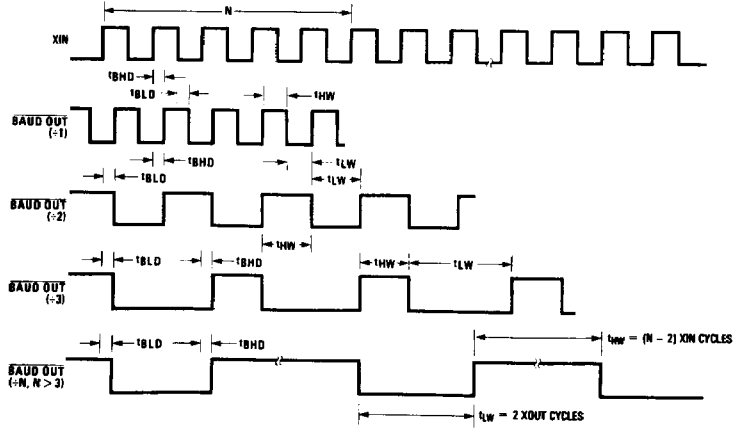 N
XIN
tBHD
tBLD
tHW
BAUD OUT
(÷1)
tBHD
tLW
tBLD
tLW
BAUD OUT
(÷2)
tHW
tBLD
tBHD
tHW
tLW
BAUD OUT
(÷3)
tBLD
tBHD
tHW = (N - 2) XIN CYCLES
BAUD OUT
(÷N, N > 3)
tLW = 2 XOUT CYCLES